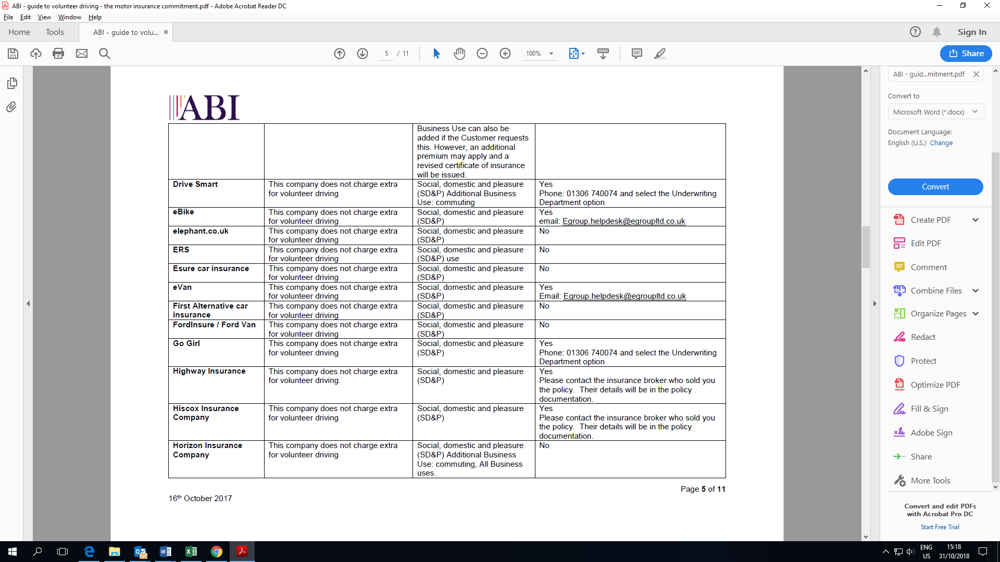 ABI - guide to volunteer driving - the motor insurance commitment.pdf - Adobe Acrobat Reader DC
File Edit View Window Help
Home Tools ABI - guide to volu...
Sign In
5 / 11
100%
Share
ABI - guid...mitment.pdf
Convert to
Microsoft Word (*.docx)
Document Language:
English (U.S.) Change
Convert
Create PDF
Edit PDF
Comment
Combine Files
Organize Pages
Redact
Protect
Optimize PDF
Fill & Sign
Adobe Sign
Share
More Tools
Convert and edit PDFs
with Acrobat Pro DC
Start Free Trial
ABI
Business Use can also be
added if the Customer requests
this. However, an additional
premium may apply and a
revised certificate of insurance
will be issued.
Drive Smart
This company does not charge extra
for volunteer driving
Social, domestic and pleasure
(SD&P) Additional Business
Use: commuting
Yes
Phone: 01306 740074 and select the Underwriting
Department option
eBike
This company does not charge extra
for volunteer driving
Social, domestic and pleasure
(SD&P)
Yes
email: Egroup.helpdesk@egroupltd.co.uk
elephant.co.uk
This company does not charge extra
for volunteer driving
Social, domestic and pleasure
(SD&P)
No
ERS
This company does not charge extra
for volunteer driving
Social, domestic and pleasure
(SD&P) use
No
Esure car insurance
This company does not charge extra
for volunteer driving
Social, domestic and pleasure
(SD&P)
No
eVan
This company does not charge extra
for volunteer driving
Social, domestic and pleasure
(SD&P)
Yes
Email: Egroup.helpdesk@egroupltd.co.uk
First Alternative car
insurance
This company does not charge extra
for volunteer driving
Social, domestic and pleasure
(SD&P)
No
FordInsure / Ford Van
This company does not charge extra
for volunteer driving
Social, domestic and pleasure
(SD&P)
No
Go Girl
This company does not charge extra
for volunteer driving
Social, domestic and pleasure
(SD&P)
Yes
Phone: 01306 740074 and select the Underwriting
Department option
Highway Insurance
This company does not charge extra
for volunteer driving.
Social, domestic and pleasure
(SD&P)
Yes
Please contact the insurance broker who sold you
the policy. Their details will be in the policy
documentation.
Hiscox Insurance
Company
This company does not charge extra
for volunteer driving
Social, domestic and pleasure
(SD&P)
Yes
Please contact the insurance broker who sold you
the policy. Their details will be in the policy
documentation.
Horizon Insurance
Company
This company does not charge extra
for volunteer driving
Social, domestic and pleasure
(SD&P) Additional Business
Use: commuting, All Business
uses.
No
Page 5 of 11
16th October 2017
ENG
US
15:18
31/10/2018